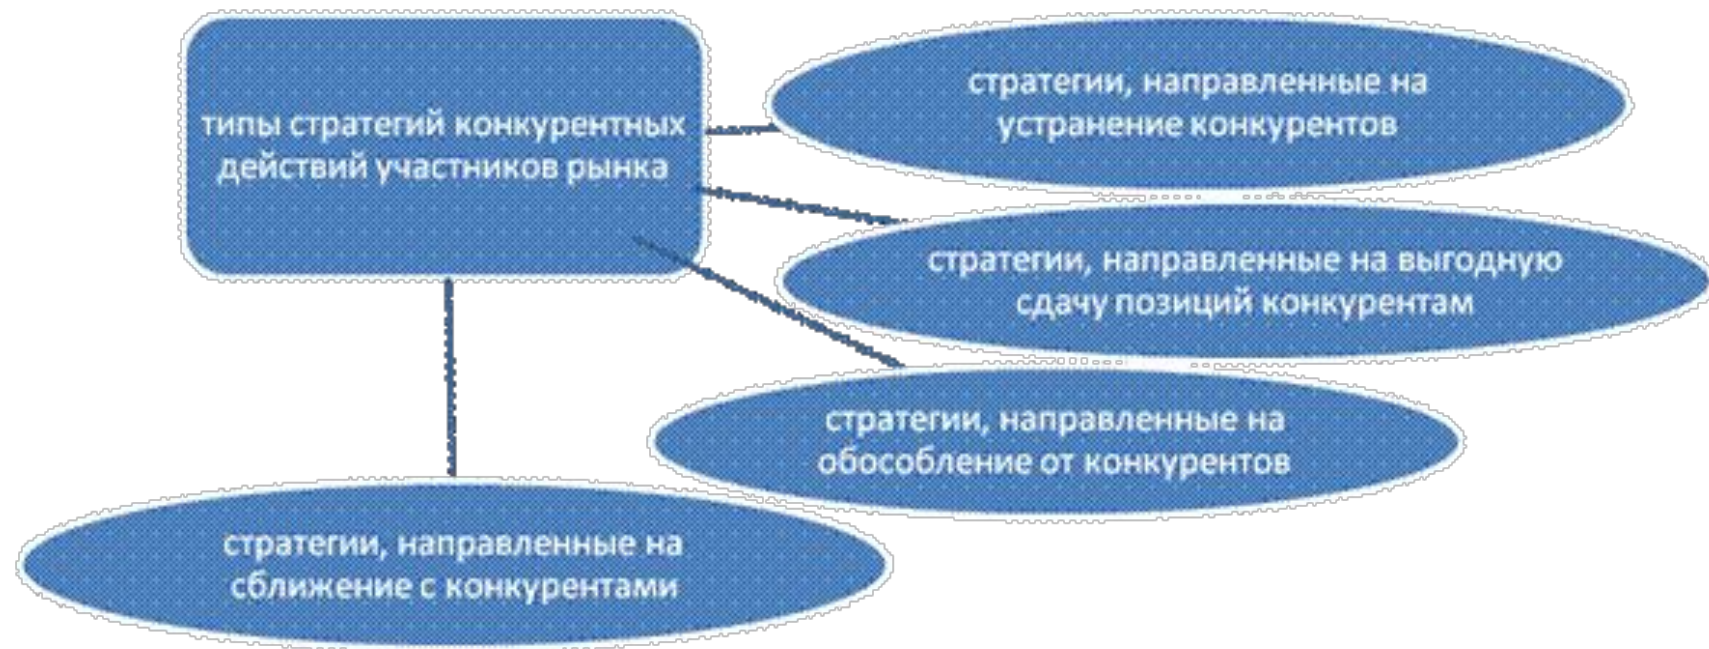 типы стратегий конкурентных
действий участников рынка
стратегии, направленные на
устранение конкурентов
стратегии, направленные на выгодную
сдачу позиций конкурентам
стратегии, направленные на
обособление от конкурентов
стратегии, направленные на
сближение с конкурентами